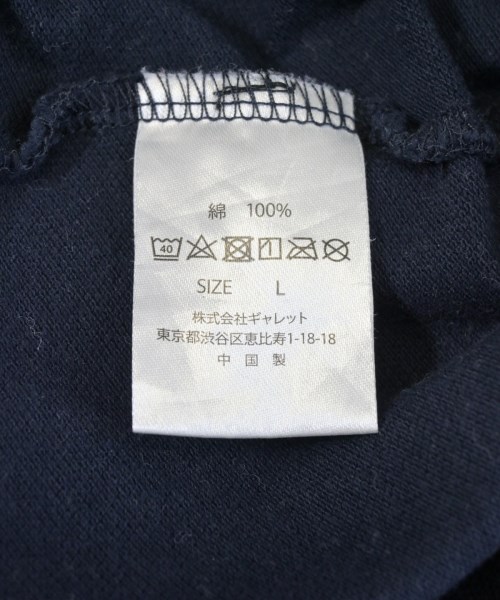 綿 100%
40
SIZE L
株式会社ギャレット
東京都渋谷区恵比寿1-18-18
中国製